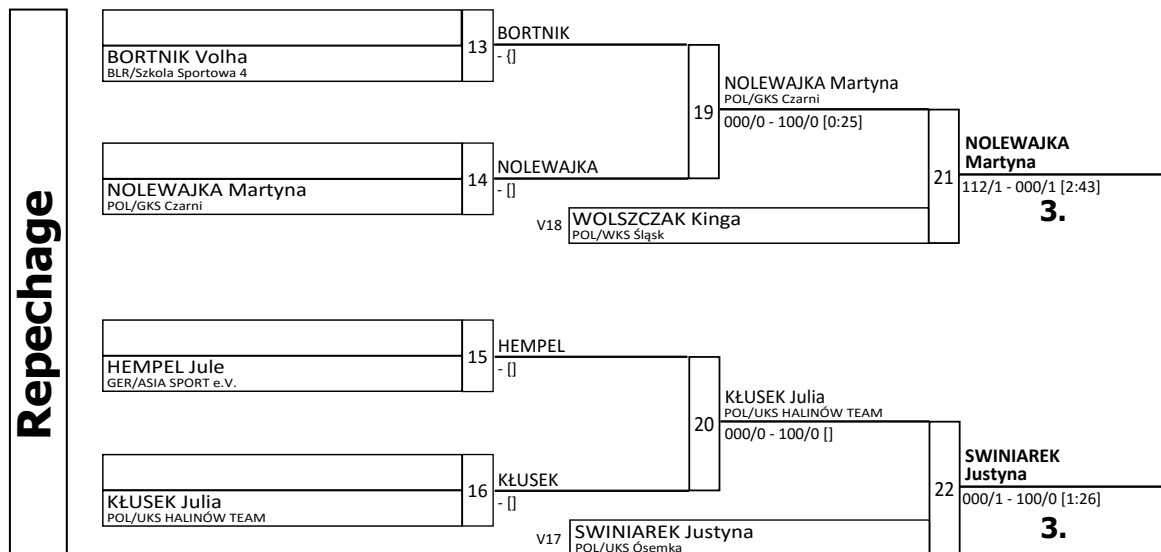 Repechage
BORTNIK Volha
BLR/Szkola Sportowa 4
13
BORTNIK
- {]
NOLEWAJKA Martyna
POL/GKS Czarni
14
NOLEWAJKA
- []
19
NOLEWAJKA Martyna
POL/GKS Czarni
000/0 - 100/0 [0:25]
V18
WOLSZCZAK Kinga
POL/WKS Śląsk
21
NOLEWAJKA
Martyna
112/1 - 000/1 [2:43]
3.
HEMPEL Jule
GER/ASIA SPORT e.V.
15
HEMPEL
- []
KŁUSEK Julia
POL/UKS HALINÓW TEAM
16
KŁUSEK
- []
20
KŁUSEK Julia
POL/UKS HALINÓW TEAM
000/0 - 100/0 []
V17
SWINIAREK Justyna
POL/UKS Ósemka
22
SWINIAREK
Justyna
000/1 - 100/0 [1:26]
3.